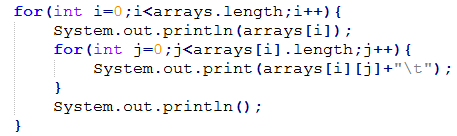 for(int i=0;i<arrays.length;i++){
    System.out.println(arrays[i]);
    for(int j=0;j<arrays[i].length;j++){
        System.out.print(arrays[i][j]+"\t");
    }
    System.out.println();
}